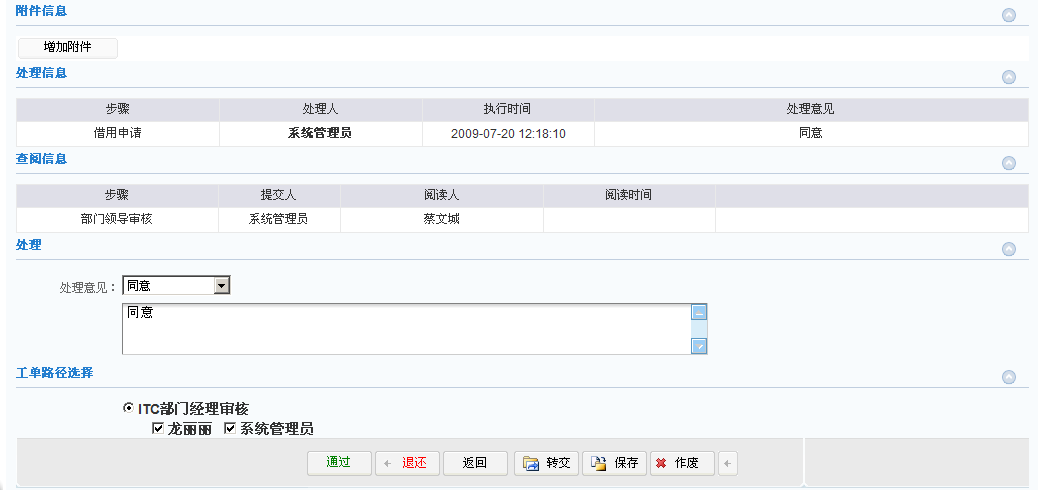 附件信息
增加附件
处理信息
步骤 处理人 执行时间 处理意见
借用申请 系统管理员 2009-07-20 12:18:10 同意
查阅信息
步骤 提交人 阅读人 阅读时间
部门领导审核 系统管理员 蔡文城
处理
处理意见： 同意
同意
工单路径选择
ITC部门经理审核
龙丽丽 系统管理员
通过 退还 返回 转交 保存 作废